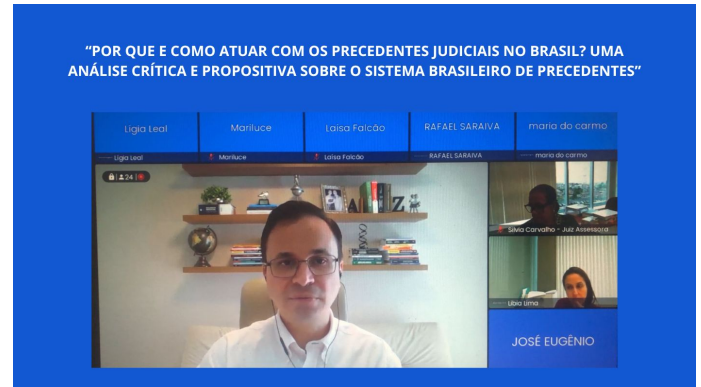 “POR QUE E COMO ATUAR COM OS PRECEDENTES JUDICIAIS NO BRASIL? UMA
ANÁLISE CRÍTICA E PROPOSITIVA SOBRE O SISTEMA BRASILEIRO DE PRECEDENTES”
Ligia Leal
Mariluce
Laisa Falcão
RAFAEL SARAIVA
maria do carmo
Ligia Leal
Mariluce
Laisa Falcão
RAFAEL SARAIVA
maria do carmo
24
A Z
Silvia Carvalho - Juiz Assessora
Libia Lima
JOSÉ EUGÊNIO